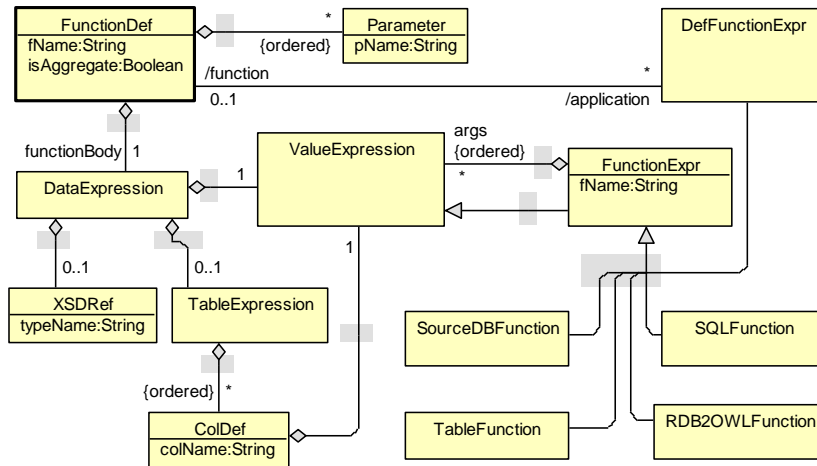 FunctionDef
fName:String
isAggregate:Boolean
*
{ordered}
Parameter
pName:String
DefFunctionExpr
/function
0..1
*
/application
functionBody
1
DataExpression
1
ValueExpression
args
{ordered}
*
FunctionExpr
fName:String
1
0..1
0..1
XSDRef
typeName:String
TableExpression
SourceDBFunction
SQLFunction
{ordered}
*
ColDef
colName:String
TableFunction
RDB2OWLFunction